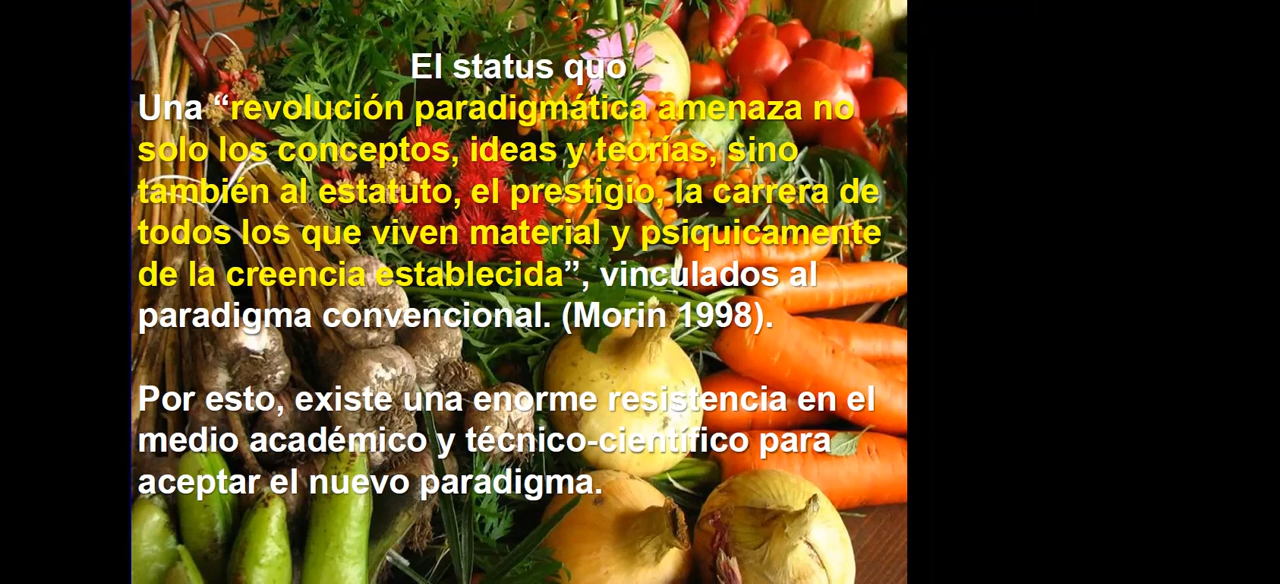 El status quo
Una “revolución paradigmática amenaza no
solo los conceptos, ideas y teorías, sino
también al estatuto, el prestigio, la carrera de
todos los que viven material y psiquicamente
de la creencia establecida”, vinculados al
paradigma convencional. (Morin 1998).
Por esto, existe una enorme resistencia en el
medio académico y técnico-científico para
aceptar el nuevo paradigma.